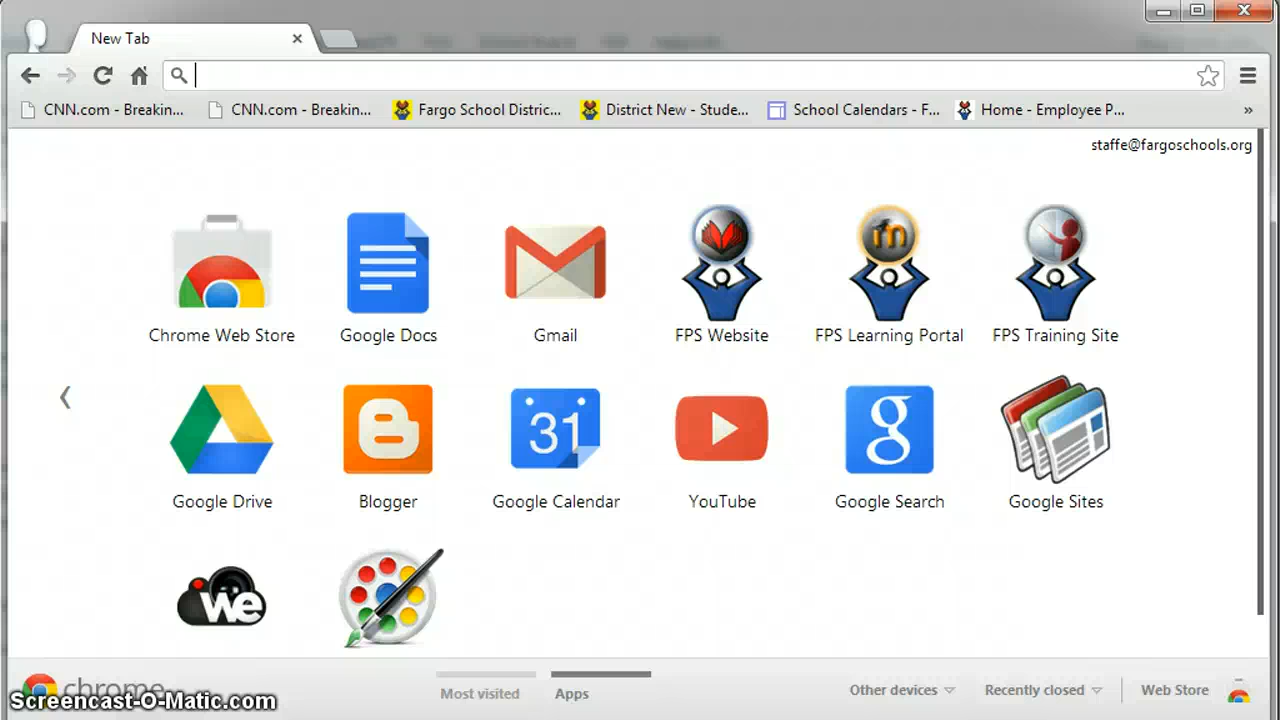 New Tab
CNN.com - Breakin...
CNN.com - Breakin...
Fargo School Distric...
District New - Stude...
School Calendars - F...
Home - Employee P...
»
staffe@fargoschools.org
Chrome Web Store
Google Docs
Gmail
FPS Website
FPS Learning Portal
FPS Training Site
31
g
Google Drive
Blogger
Google Calendar
YouTube
Google Search
Google Sites
we
chrome
Most visited
Apps
Other devices
Recently closed
Web Store
Screencast-O-Matic.com